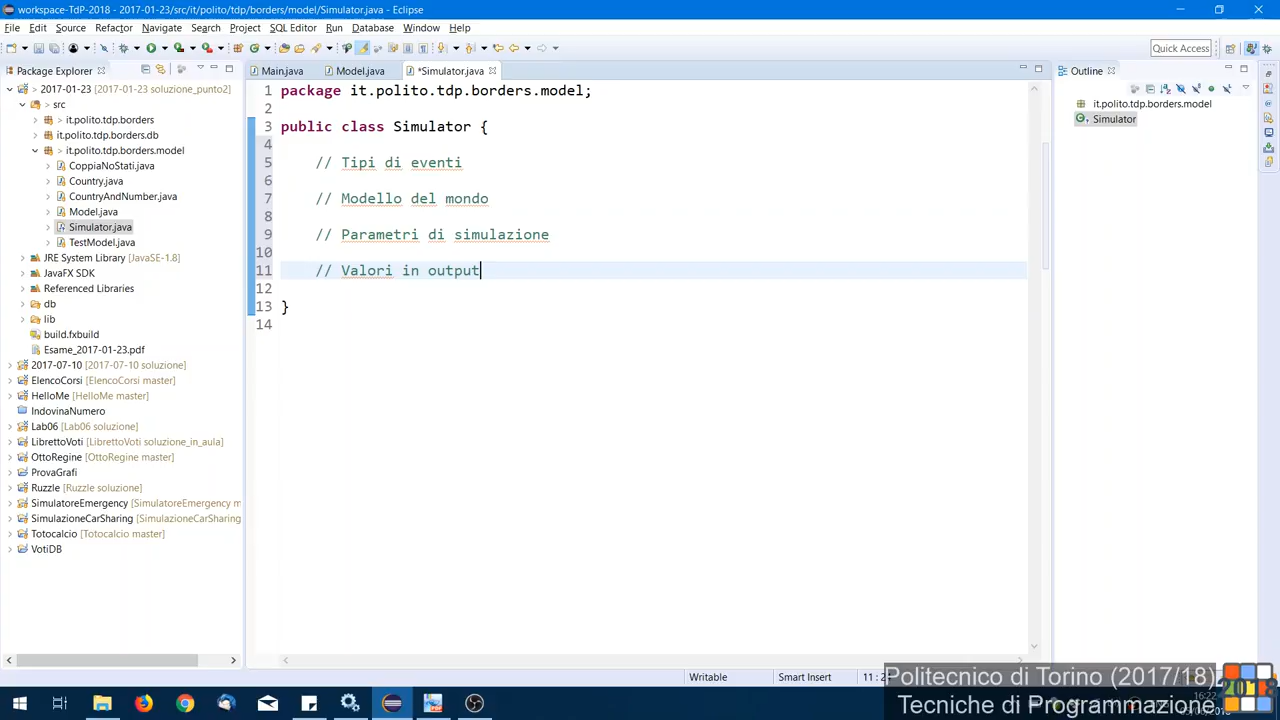 workspace-TdP-2018 - 2017-01-23/src/it/polito/tdp/borders/model/Simulator.java - Eclipse
File Edit Source Refactor Navigate Search Project SQL Editor Run Database Window Help
Quick Access
Package Explorer
Main.java Model.java *Simulator.java
Outline
2017-01-23 [2017-01-23 soluzione_punto2]
src
it.polito.tdp.borders
it.polito.tdp.borders.db
it.polito.tdp.borders.model
CoppiaNoStati.java
Country.java
CountryAndNumber.java
Model.java
Simulator.java
TestModel.java
JRE System Library [JavaSE-1.8]
JavaFX SDK
Referenced Libraries
db
lib
build.fxbuild
Esame_2017-01-23.pdf
2017-07-10 [2017-07-10 soluzione]
ElencoCorsi [ElencoCorsi master]
HelloMe [HelloMe master]
IndovinaNumero
Lab06 [Lab06 soluzione]
LibrettoVoti [LibrettoVoti soluzione_in_aula]
OttoRegine [OttoRegine master]
ProvaGrafi
Ruzzle [Ruzzle soluzione]
SimulatoreEmergency [SimulatoreEmergency m
SimulazioneCarSharing [SimulazioneCarSharing
Totocalcio [Totocalcio master]
VotiDB
1 package it.polito.tdp.borders.model;
2
3 public class Simulator {
4
5 // Tipi di eventi
6
7 // Modello del mondo
8
9 // Parametri di simulazione
10
11 // Valori in output
12
13 }
14
it.polito.tdp.borders.model
Simulator
Writable Smart Insert 11 : 2
Politecnico di Torino (2017/18)
Tecniche di Programmazione
2018
16:22